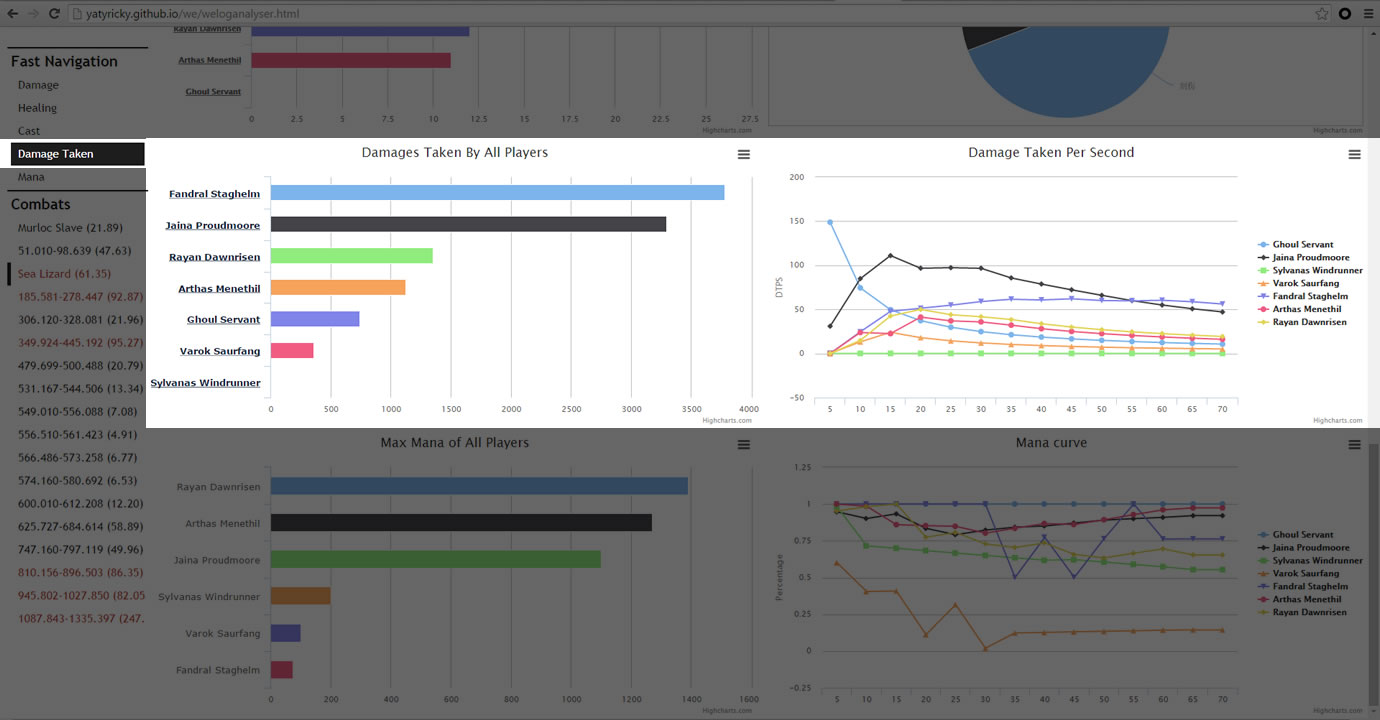 yatyricky.github.io/we/weloganalyser.html
Fast Navigation
Damage
Healing
Cast
Damage Taken
Mana
Combats
Murloc Slave (21.89)
51.010-98.639 (47.63)
Sea Lizard (61.35)
185.581-278.447 (92.87)
306.120-328.081 (21.96)
349.924-445.192 (95.27)
479.699-500.488 (20.79)
531.167-544.506 (13.34)
549.010-556.088 (7.08)
556.510-561.423 (4.91)
566.486-573.258 (6.77)
574.160-580.692 (6.53)
600.010-612.208 (12.20)
625.727-684.614 (58.89)
747.160-797.119 (49.96)
810.156-896.503 (86.35)
945.802-1027.850 (82.05
1087.843-1335.397 (247.
Rayan Dawnrisen
Arthas Menethil
Ghoul Servant
0 2.5 5 7.5 10 12.5 15 17.5 20 22.5 25 27.5
Highcharts.com
Highcharts.com
Damages Taken By All Players
Fandral Staghelm
Jaina Proudmoore
Rayan Dawnrisen
Arthas Menethil
Ghoul Servant
Varok Saurfang
Sylvanas Windrunner
0 500 1000 1500 2000 2500 3000 3500 4000
Highcharts.com
Damage Taken Per Second
DTPS
200
150
100
50
0
−50
5 10 15 20 25 30 35 40 45 50 55 60 65 70
Ghoul Servant
Jaina Proudmoore
Sylvanas Windrunner
Varok Saurfang
Fandral Staghelm
Arthas Menethil
Rayan Dawnrisen
Highcharts.com
Max Mana of All Players
Rayan Dawnrisen
Arthas Menethil
Jaina Proudmoore
Sylvanas Windrunner
Varok Saurfang
Fandral Staghelm
0 200 400 600 800 1000 1200 1400 1600
Highcharts.com
Mana curve
Percentage
1.25
1
0.75
0.5
0.25
0
−0.25
5 10 15 20 25 30 35 40 45 50 55 60 65 70
Ghoul Servant
Jaina Proudmoore
Sylvanas Windrunner
Varok Saurfang
Fandral Staghelm
Arthas Menethil
Rayan Dawnrisen
Highcharts.com